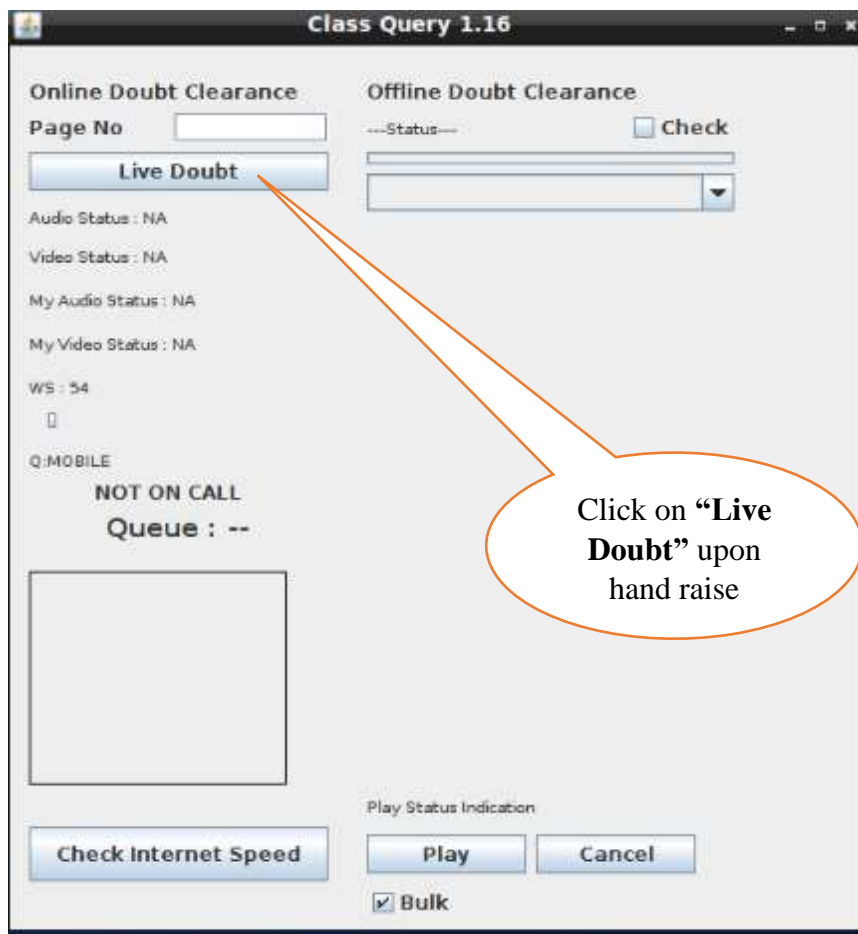 Class Query 1.16
Online Doubt Clearance
Page No
Live Doubt
Audio Status : NA
Video Status : NA
My Audio Status : NA
My Video Status : NA
WS : 54
Q:MOBILE
NOT ON CALL
Queue : --
Check Internet Speed
Offline Doubt Clearance
---Status---
Check
Click on “Live
Doubt” upon
hand raise
Play Status Indication
Play
Cancel
Bulk